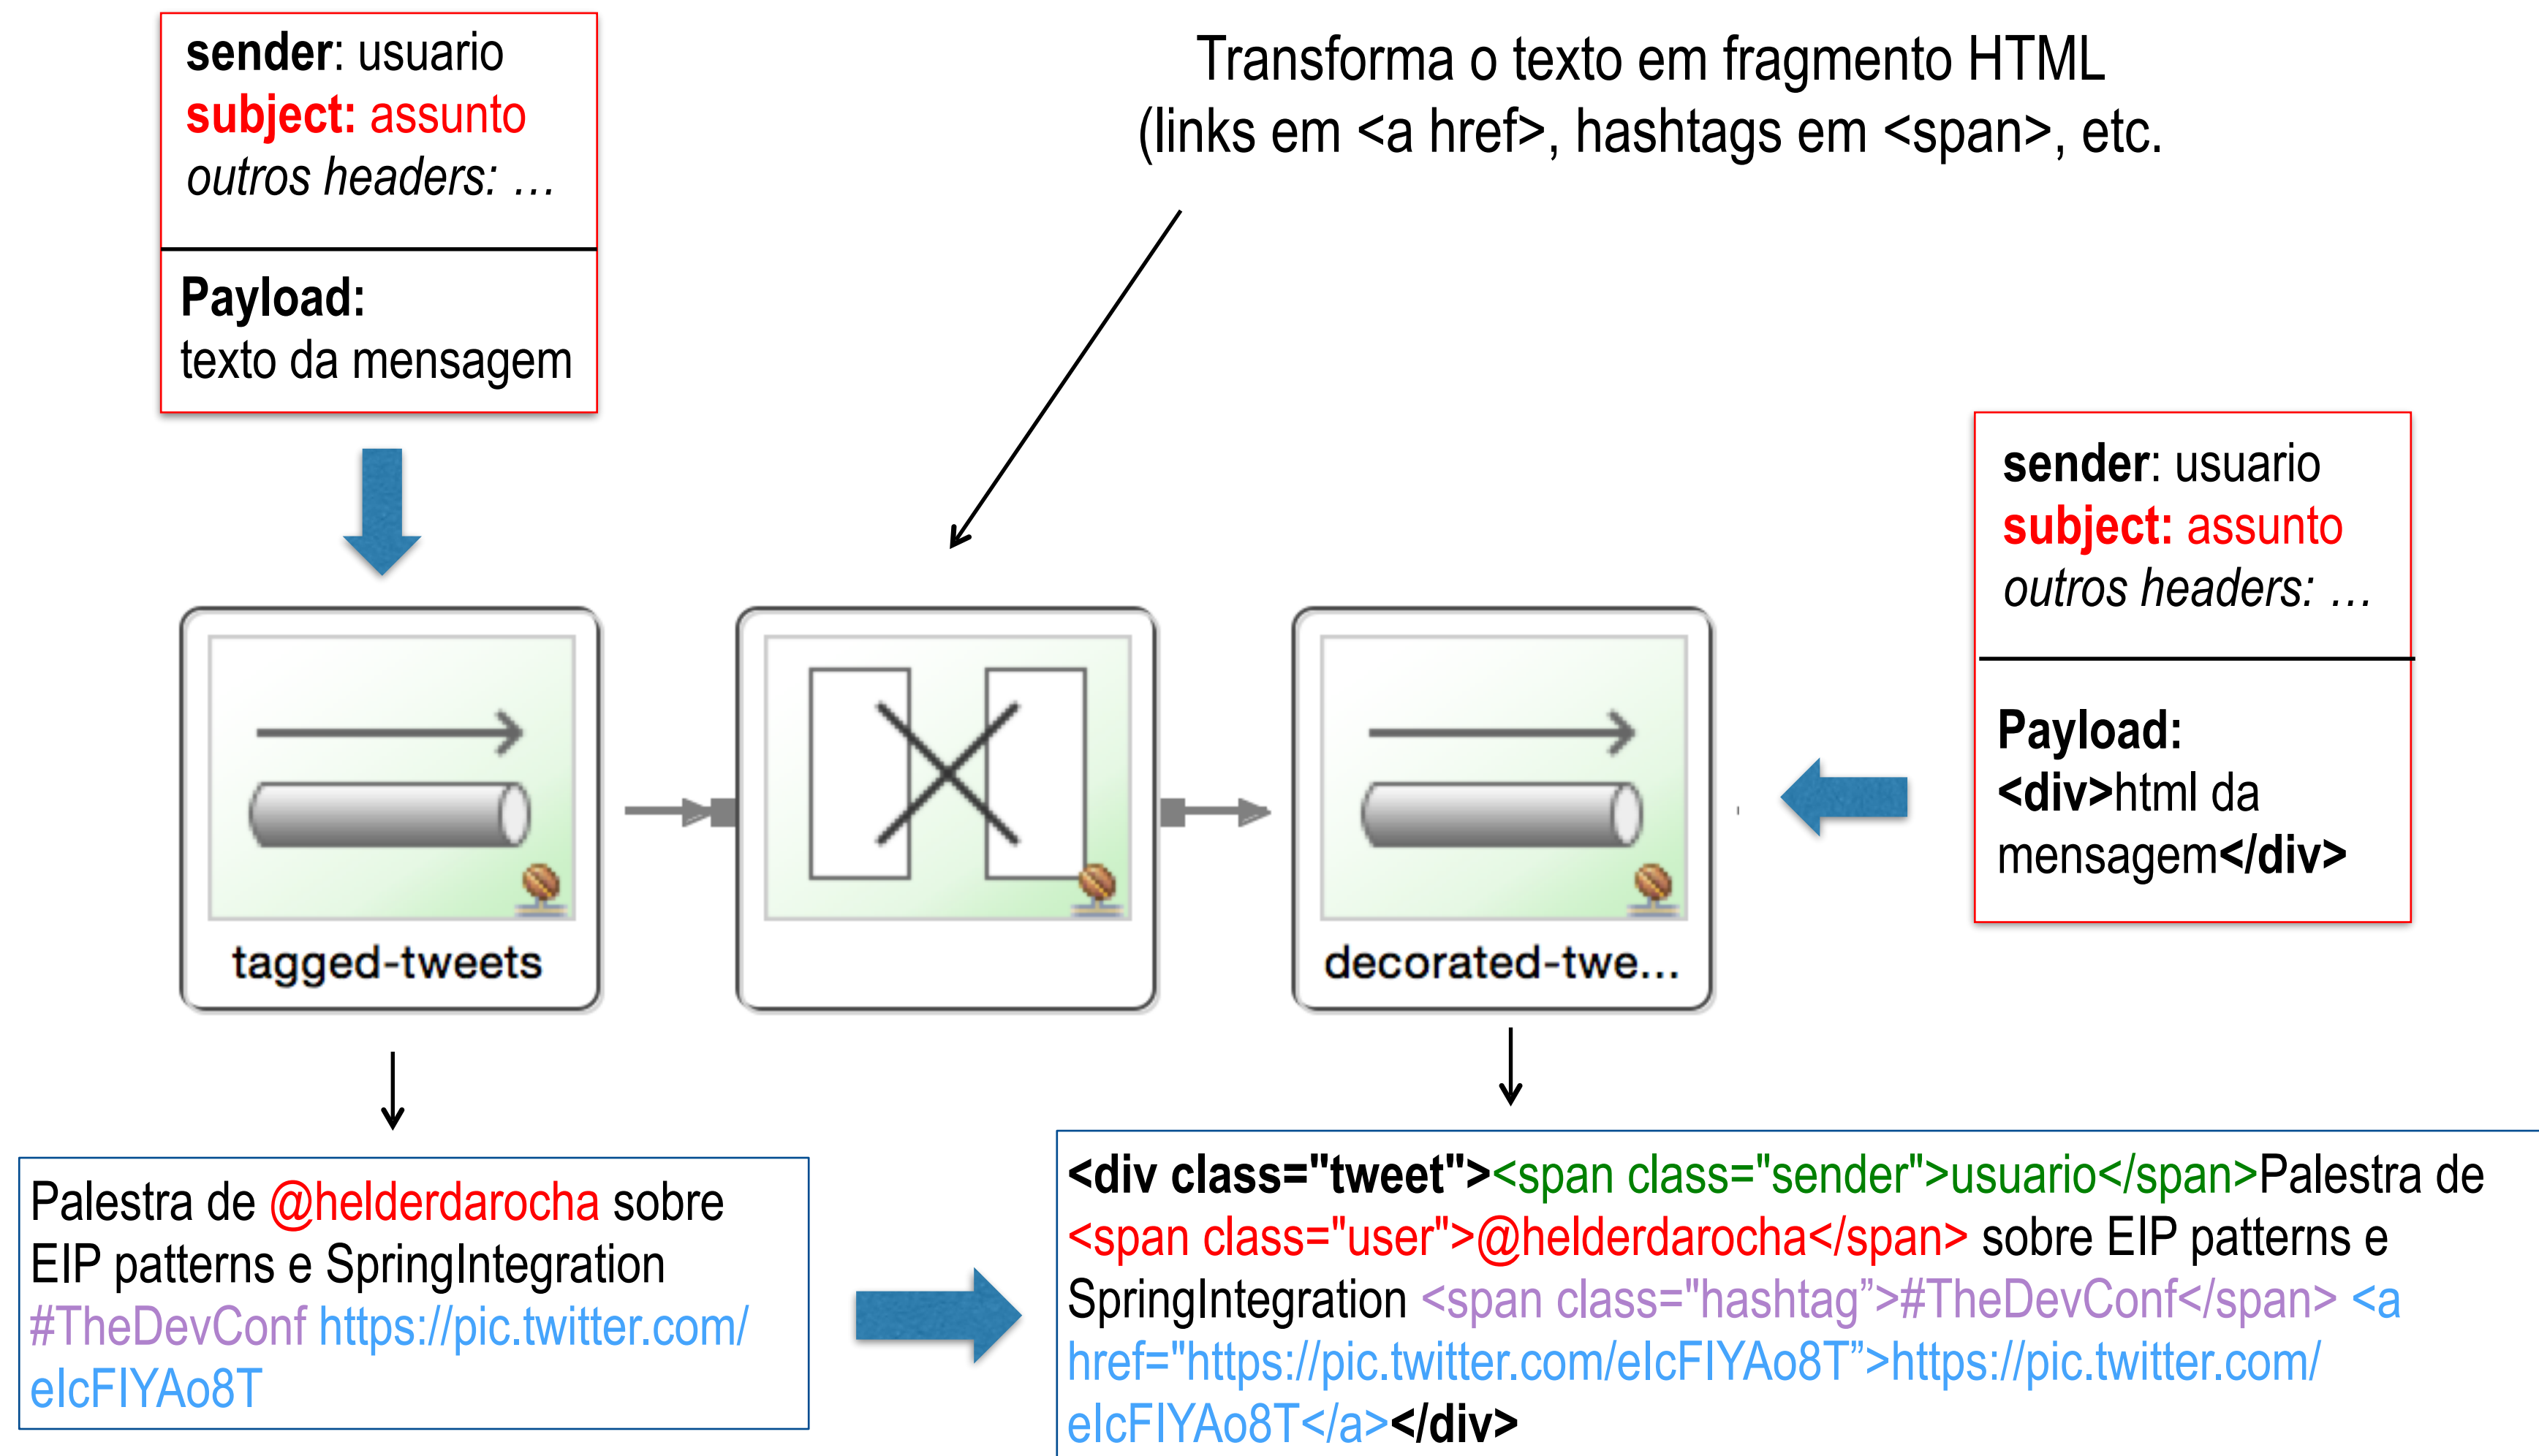 sender: usuario
subject: assunto
outros headers: …
Payload:
texto da mensagem
Transforma o texto em fragmento HTML
(links em <a href>, hashtags em <span>, etc.
sender: usuario
subject: assunto
outros headers: …
Payload:
<div>html da
mensagem</div>
tagged-tweets
decorated-twe...
Palestra de @helderdarocha sobre
EIP patterns e SpringIntegration
#TheDevConf https://pic.twitter.com/
eIcFIYAo8T
<div class="tweet"><span class="sender">usuario</span>Palestra de
<span class="user">@helderdarocha</span> sobre EIP patterns e
SpringIntegration <span class="hashtag”>#TheDevConf</span> <a
href="https://pic.twitter.com/eIcFIYAo8T”>https://pic.twitter.com/
eIcFIYAo8T</a></div>